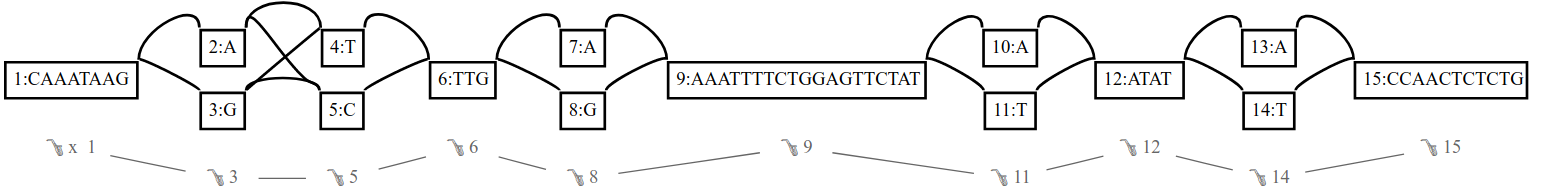 2:A 4:T 7:A 10:A 13:A
1:CAAATAAG 6:TTG 9:AAATTTTCTGGAGTTCTAT 12:ATAT 15:CCAACTCTCTG
3:G 5:C 8:G 11:T 14:T
x 1 6 9 12 15
3 5 8 11 14